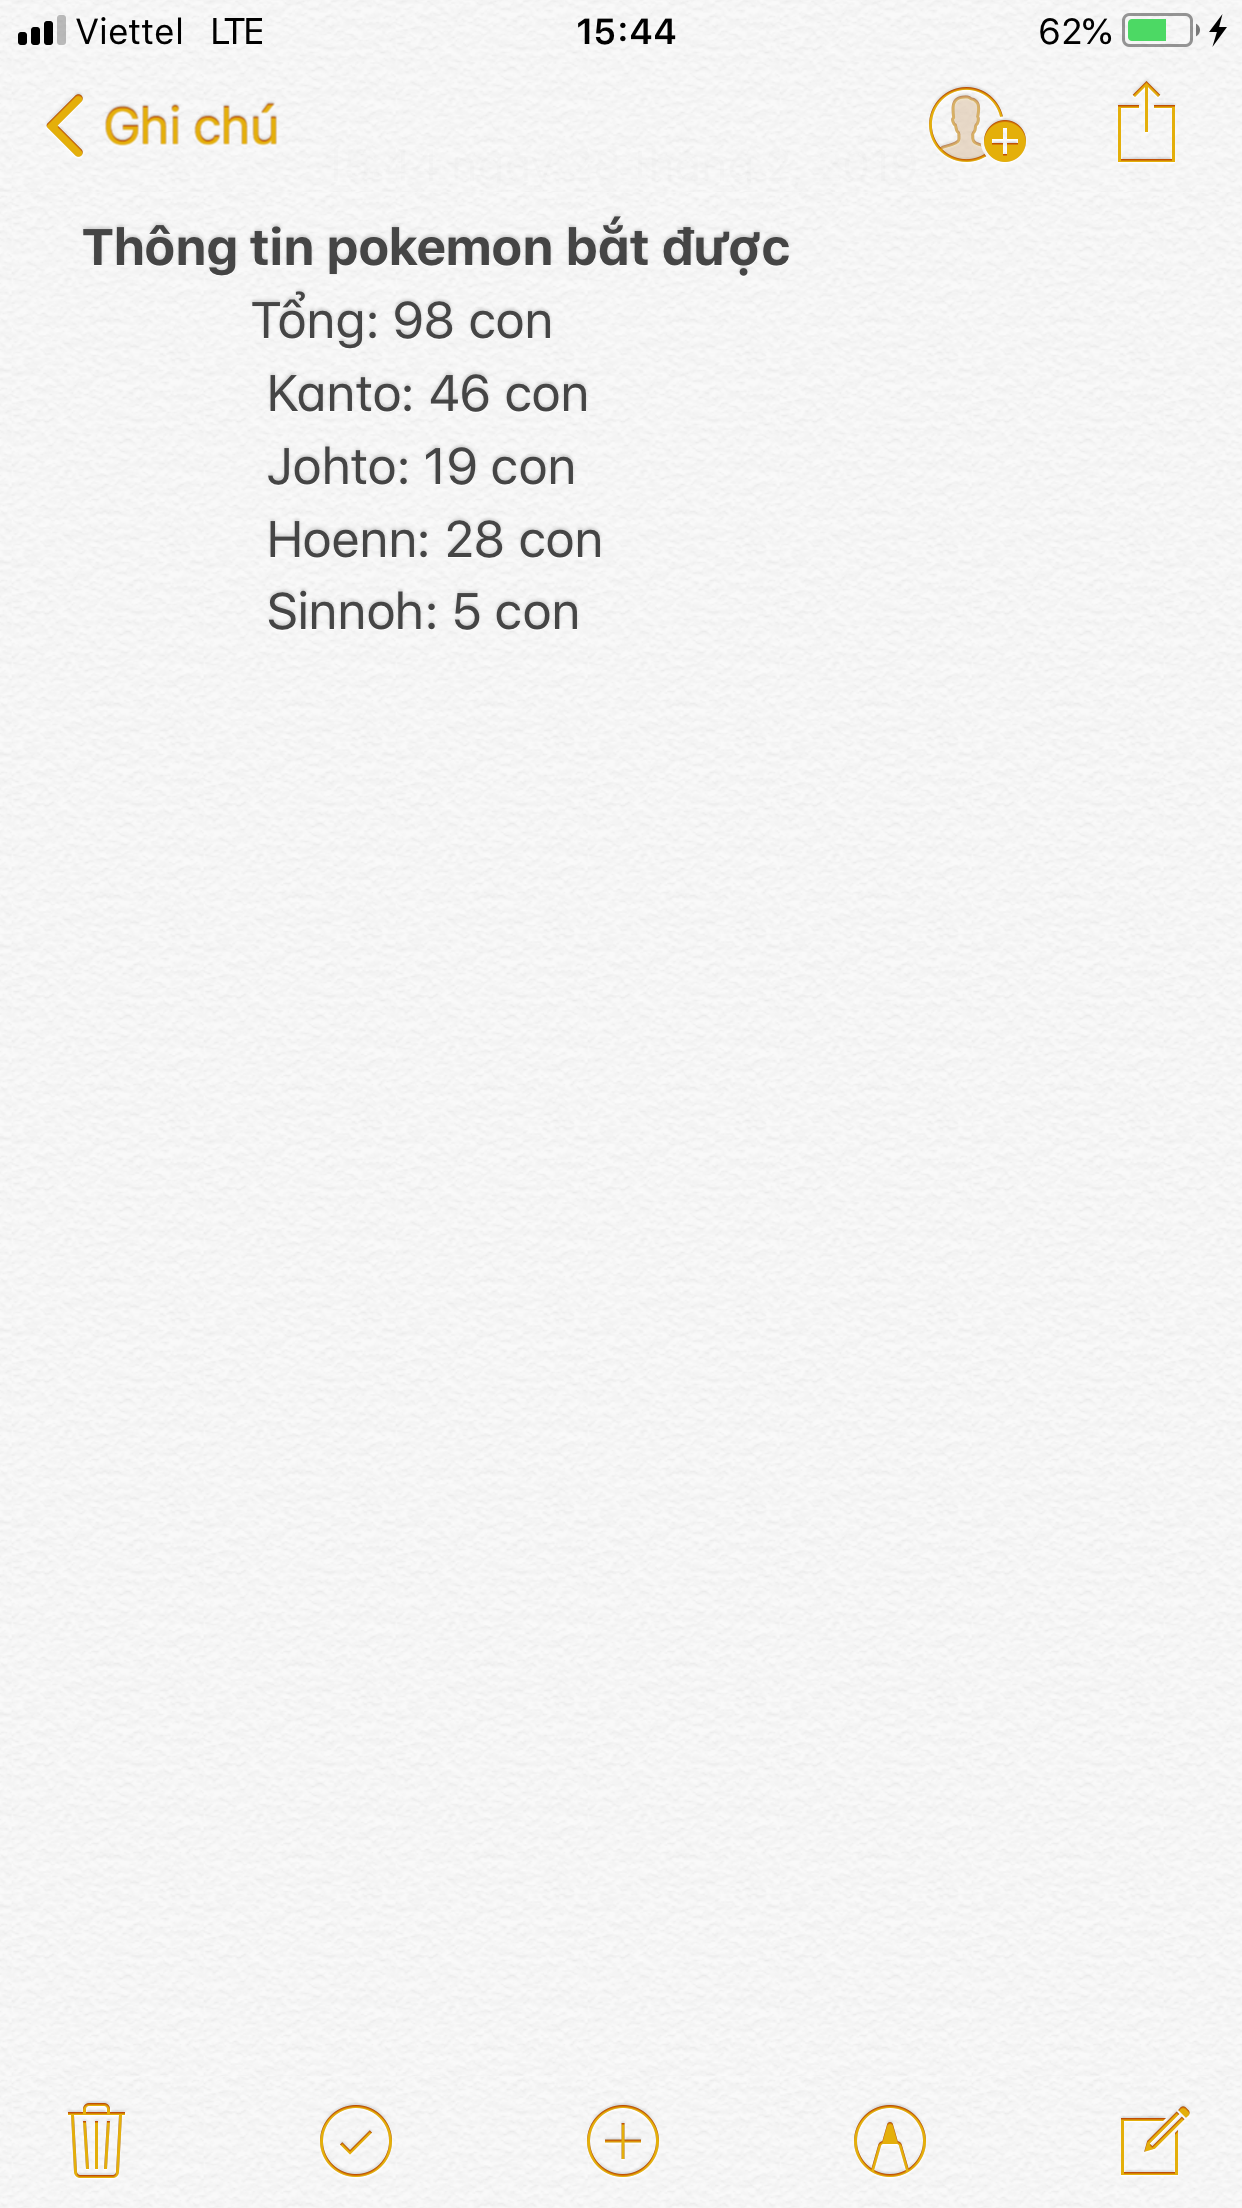 Viettel LTE 15:44 62%
Ghi chú
Thông tin pokemon bắt được
Tổng: 98 con
Kanto: 46 con
Johto: 19 con
Hoenn: 28 con
Sinnoh: 5 con